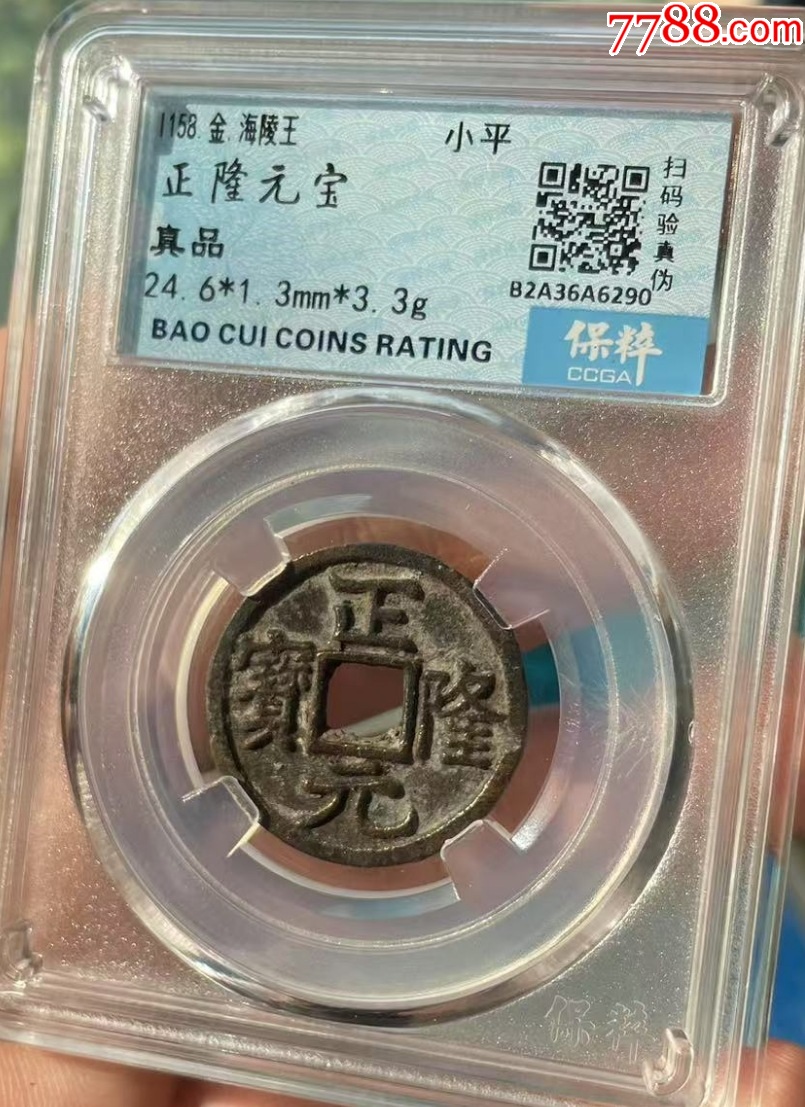 7788.com
1158.金.海陵王
小平
正隆元宝
真品
24.6*1.3mm*3.3g
BAO CUI COINS RATING
扫码验真伪
B2A36A6290
保粹
CCGA
正隆元寶
保粹